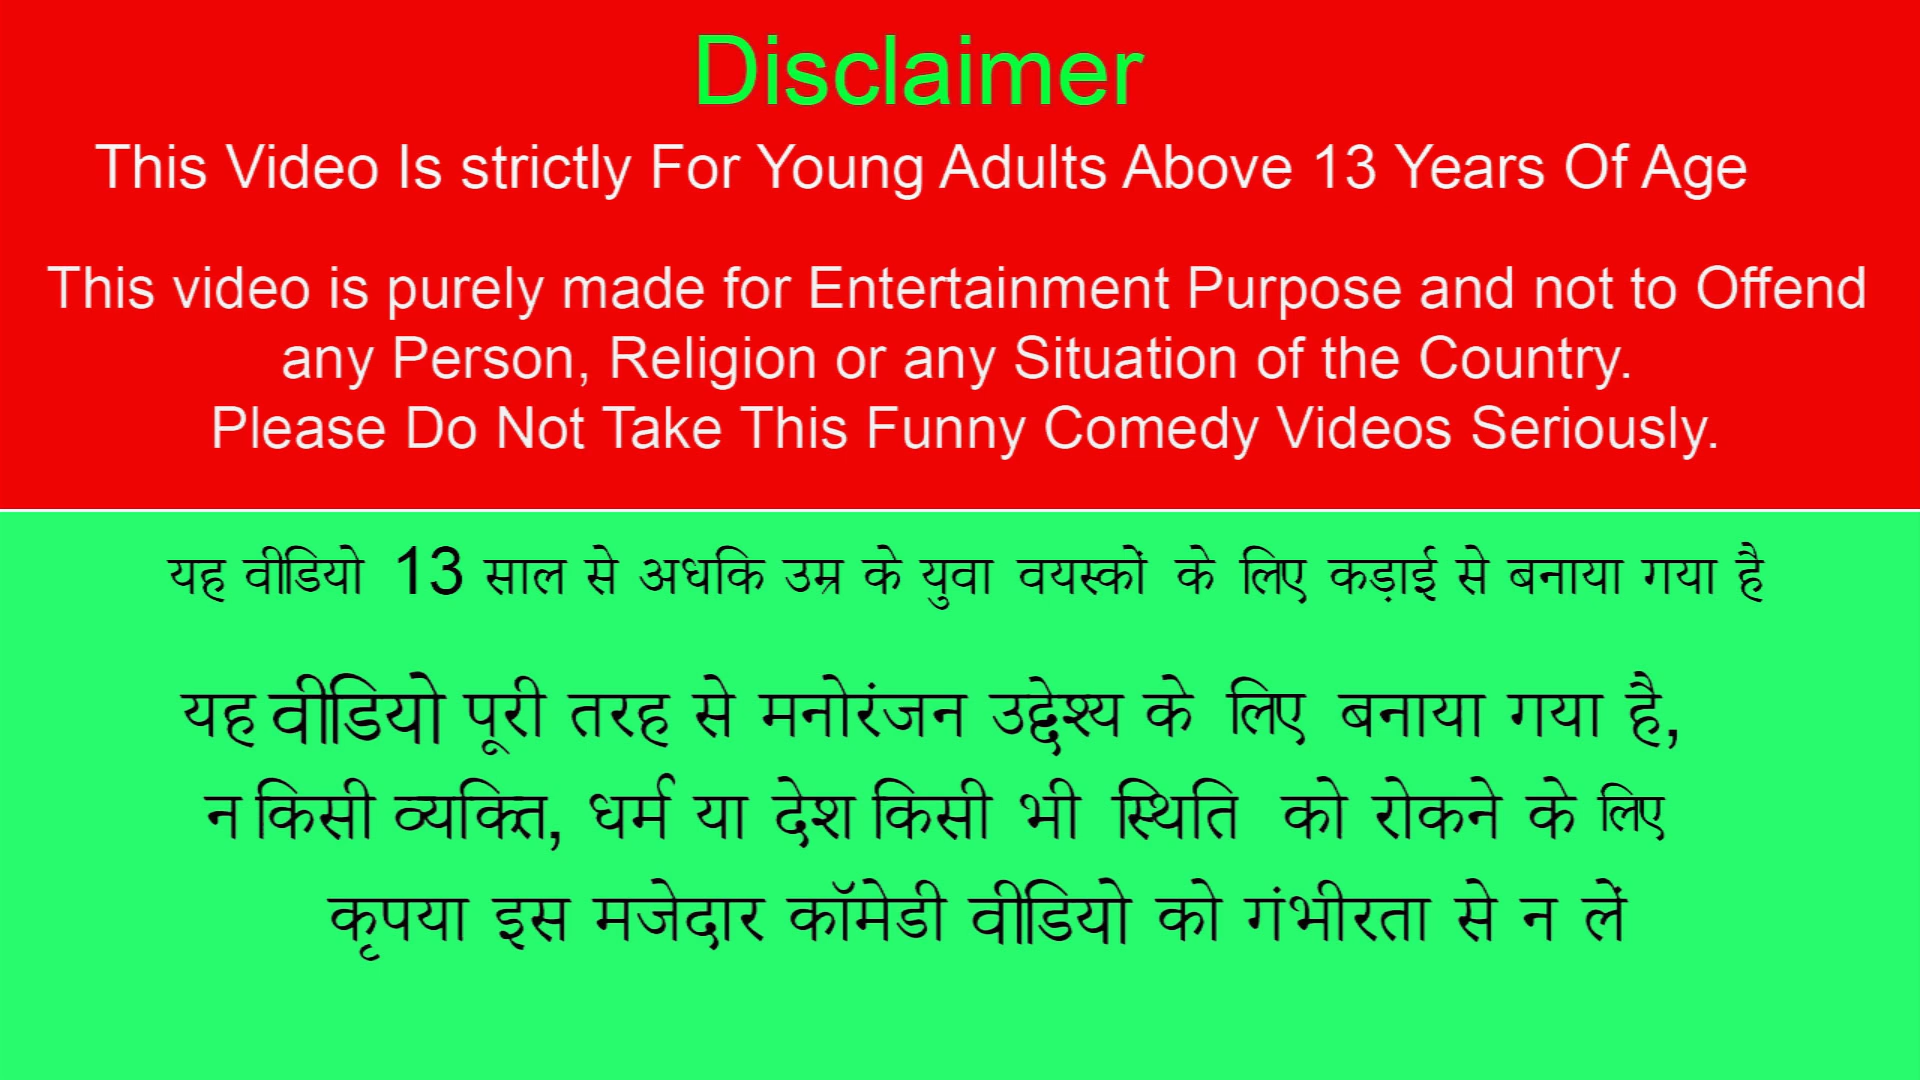 Disclaimer
This Video Is strictly For Young Adults Above 13 Years Of Age
This video is purely made for Entertainment Purpose and not to Offend
any Person, Religion or any Situation of the Country.
Please Do Not Take This Funny Comedy Videos Seriously.
यह वीडियो 13 साल से अधकि उम्र के युवा वयस्कों के लिए कड़ाई से बनाया गया है
यह वीडियो पूरी तरह से मनोरंजन उद्देश्य के लिए बनाया गया है,
न किसी व्यक्ति, धर्म या देश किसी भी स्थिति को रोकने के लिए
कृपया इस मजेदार कॉमेडी वीडियो को गंभीरता से न लें